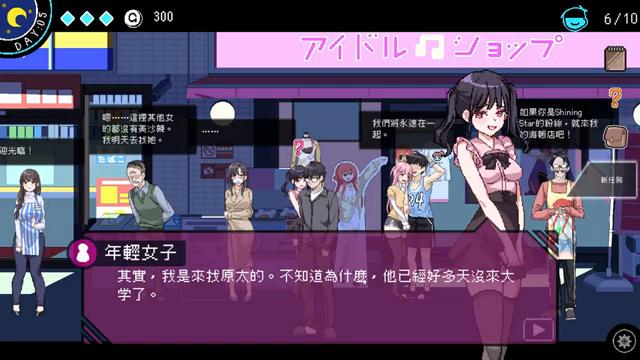 DAY:05
300
6/10
アイドル♫ショップ
迎光臨！
嗯……這裡其他女
的都沒有美沙辣。
我明天去找她。
……
我們將永遠在一
起。
如果你是Shining
Star的粉絲，就來我
的海報店吧！
新任務
たばこ
年輕女子
其實，我是來找原太的。不知道為什麼，他已經好多天沒來大
學了。